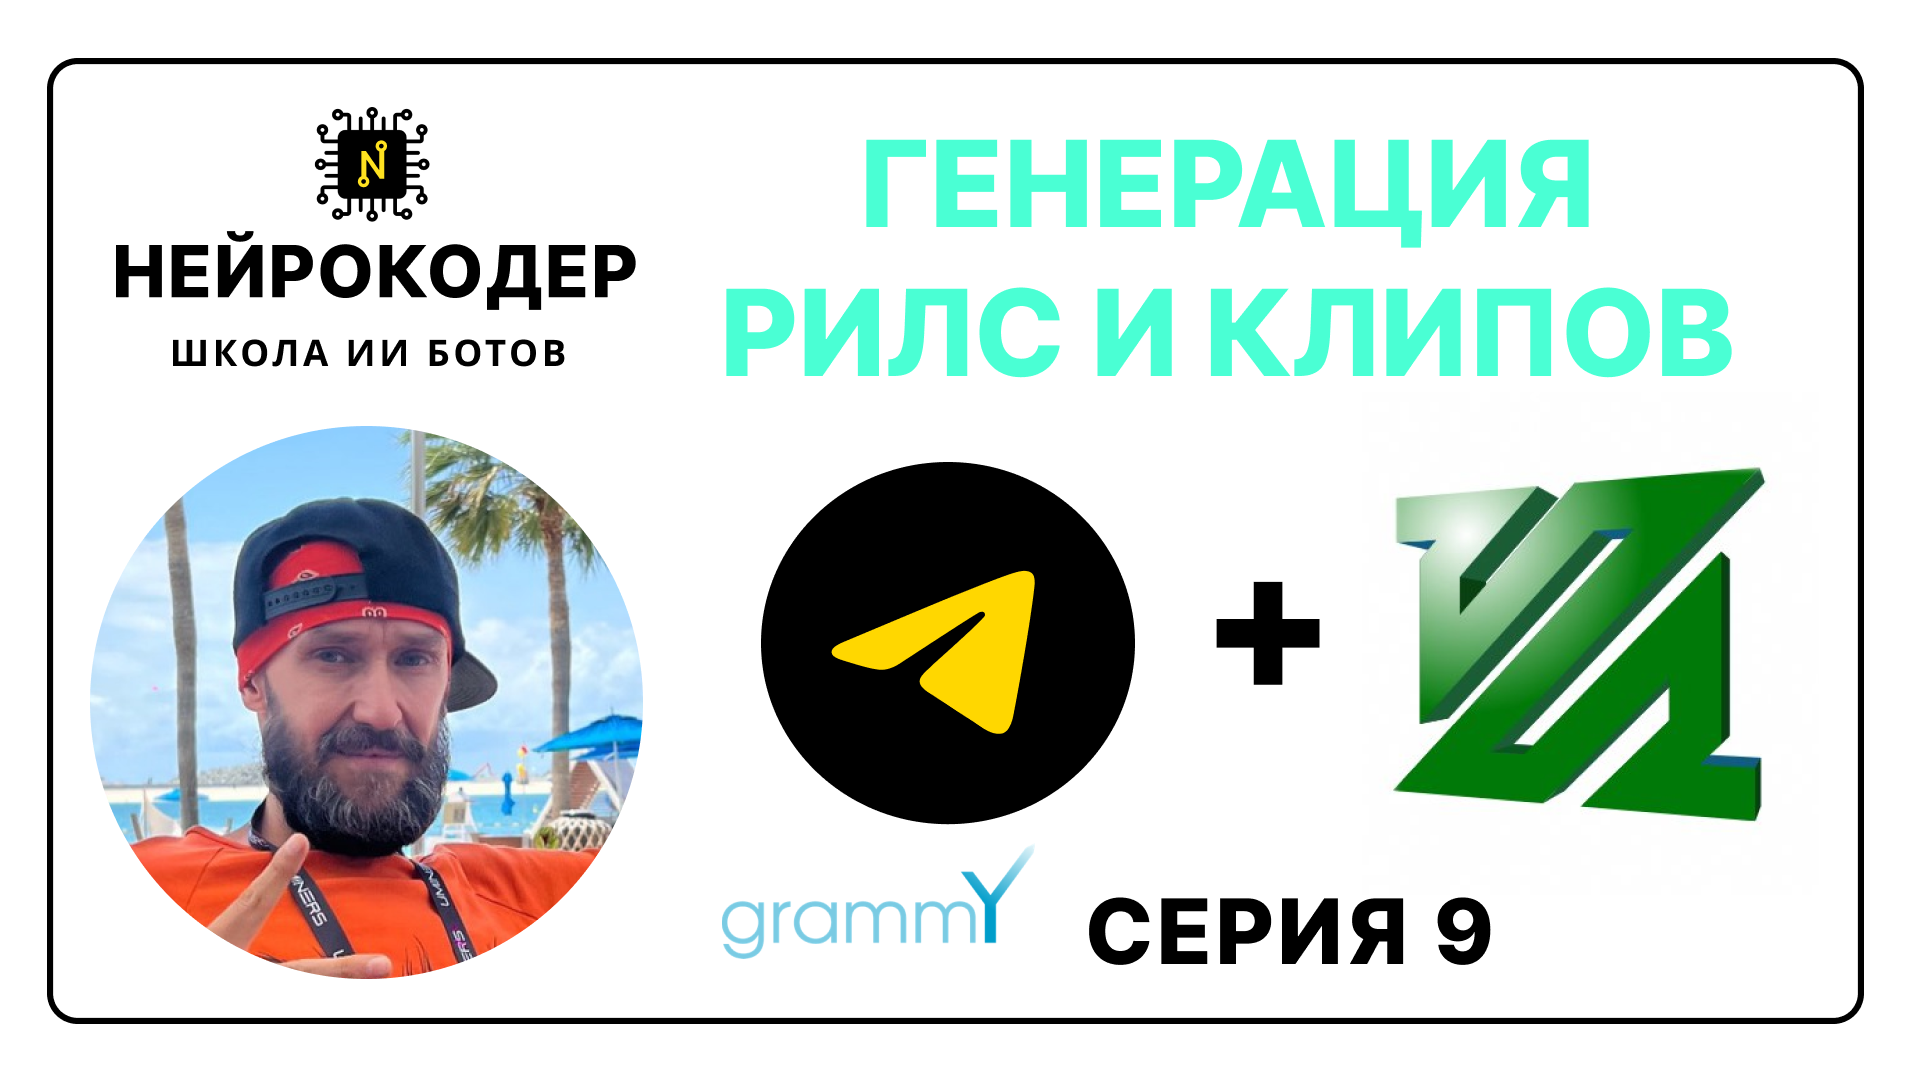 N
НЕЙРОКОДЕР
ШКОЛА ИИ БОТОВ
ГЕНЕРАЦИЯ
РИЛС И КЛИПОВ
grammY
СЕРИЯ 9